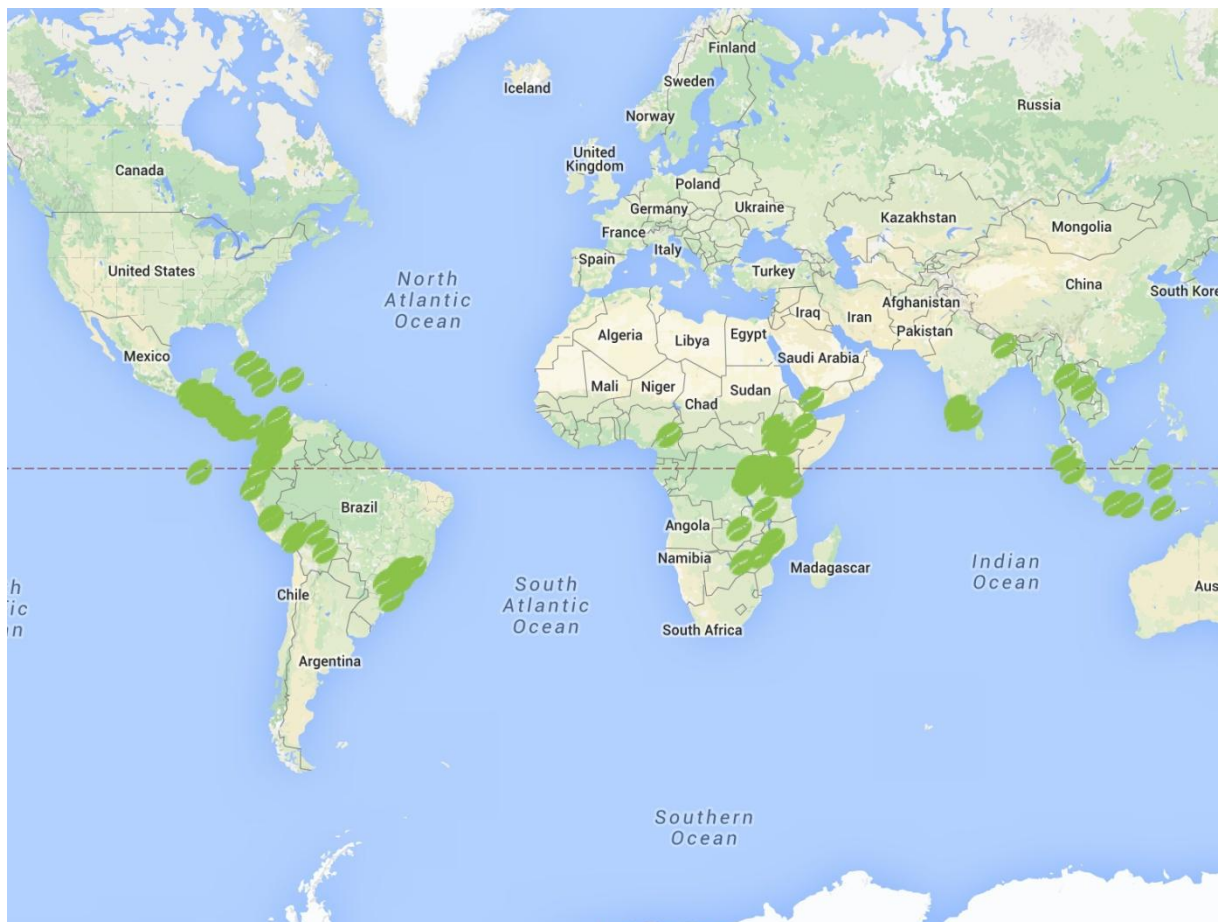 Finland
Iceland
Sweden
Russia
Norway
United
Kingdom
Canada
Poland
Germany
Ukraine
Kazakhstan
Mongolia
France
Italy
Spain
United States
North
Atlantic
Ocean
Turkey
China
South Kore
Afghanistan
Iraq
Iran
Pakistan
Algeria
Libya
Egypt
Mexico
Saudi Arabia
Mali
Niger
Sudan
Chad
Brazil
Angola
Namibia
Madagascar
Indian
Ocean
South
Atlantic
Ocean
Chile
h
ic
an
Aus
South Africa
Argentina
Southern
Ocean